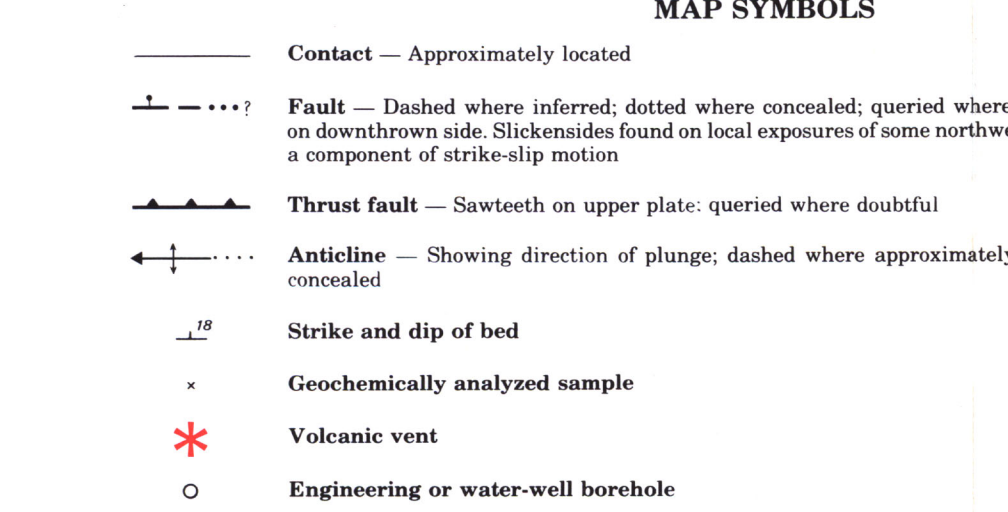 MAP SYMBOLS
Contact — Approximately located
?
Fault — Dashed where inferred; dotted where concealed; queried where
on downthrown side. Slickensides found on local exposures of some northwe
a component of strike-slip motion
Thrust fault — Sawteeth on upper plate: queried where doubtful
Anticline — Showing direction of plunge; dashed where approximately
concealed
18
Strike and dip of bed
Geochemically analyzed sample
Volcanic vent
Engineering or water-well borehole